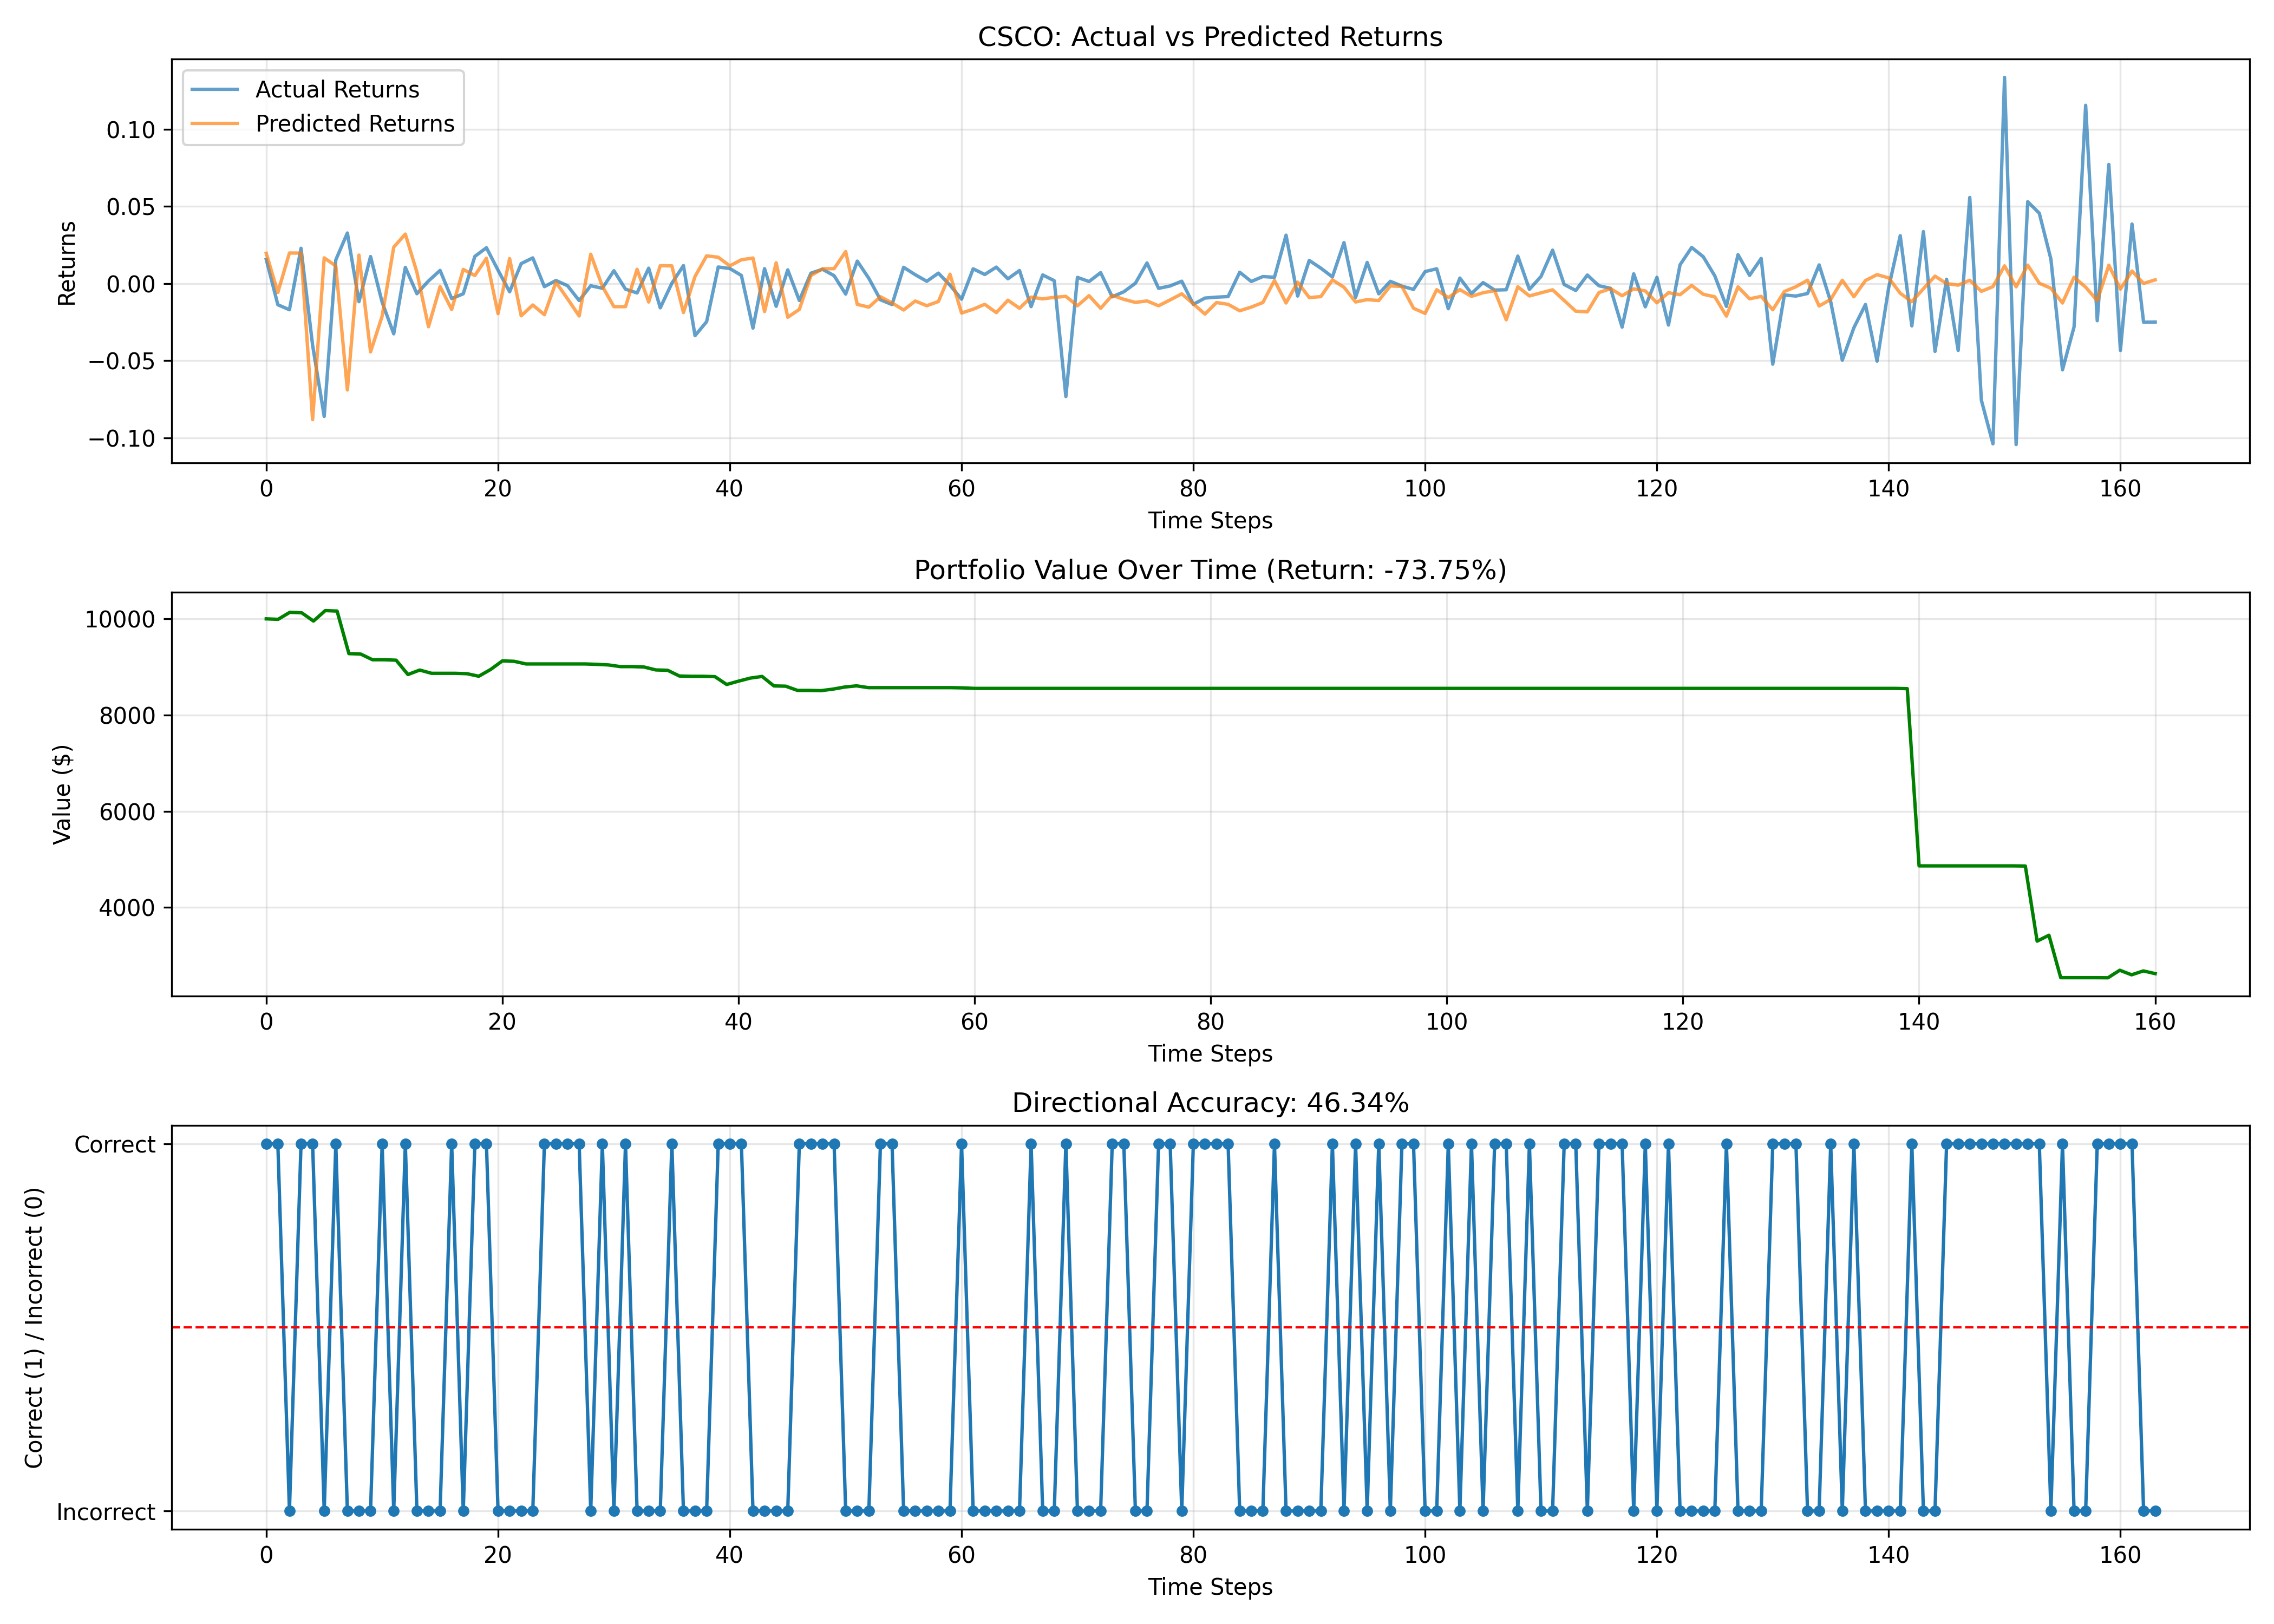 CSCO: Actual vs Predicted Returns
Actual Returns
Predicted Returns
Returns
0.10
0.05
0.00
−0.05
−0.10
0 20 40 60 80 100 120 140 160
Time Steps
Portfolio Value Over Time (Return: -73.75%)
Value ($)
10000
8000
6000
4000
0 20 40 60 80 100 120 140 160
Time Steps
Directional Accuracy: 46.34%
Correct (1) / Incorrect (0)
Correct
Incorrect
0 20 40 60 80 100 120 140 160
Time Steps